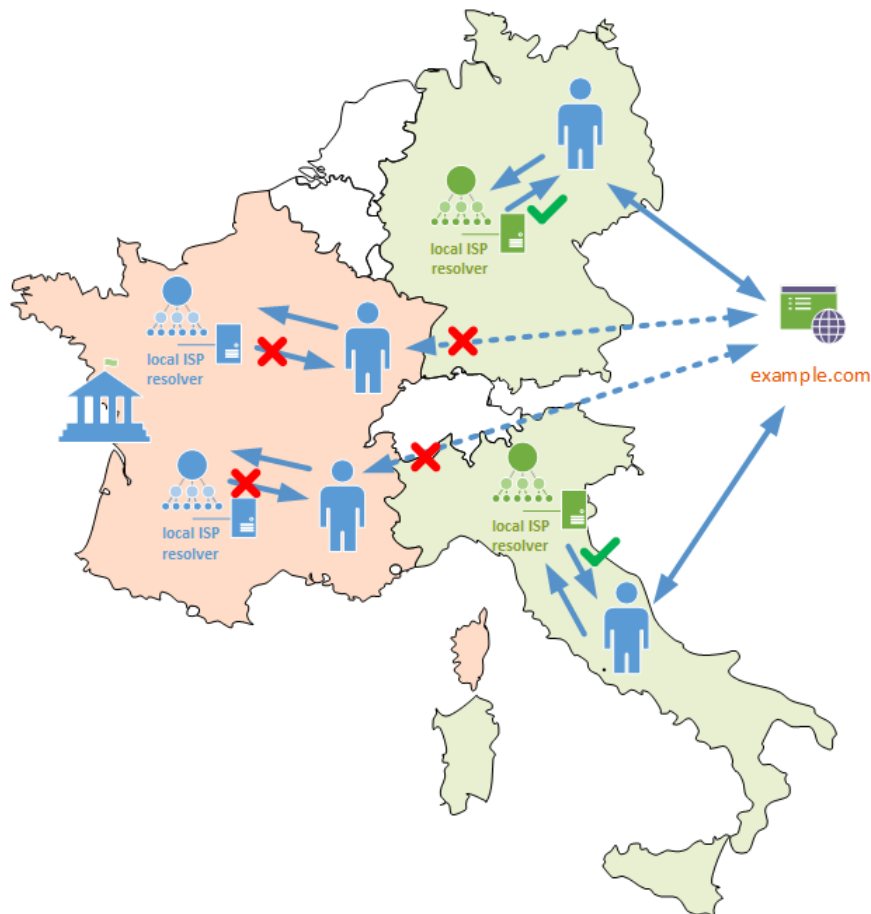 local ISP
resolver
example.com
local ISP
resolver
local ISP
resolver
local ISP
resolver